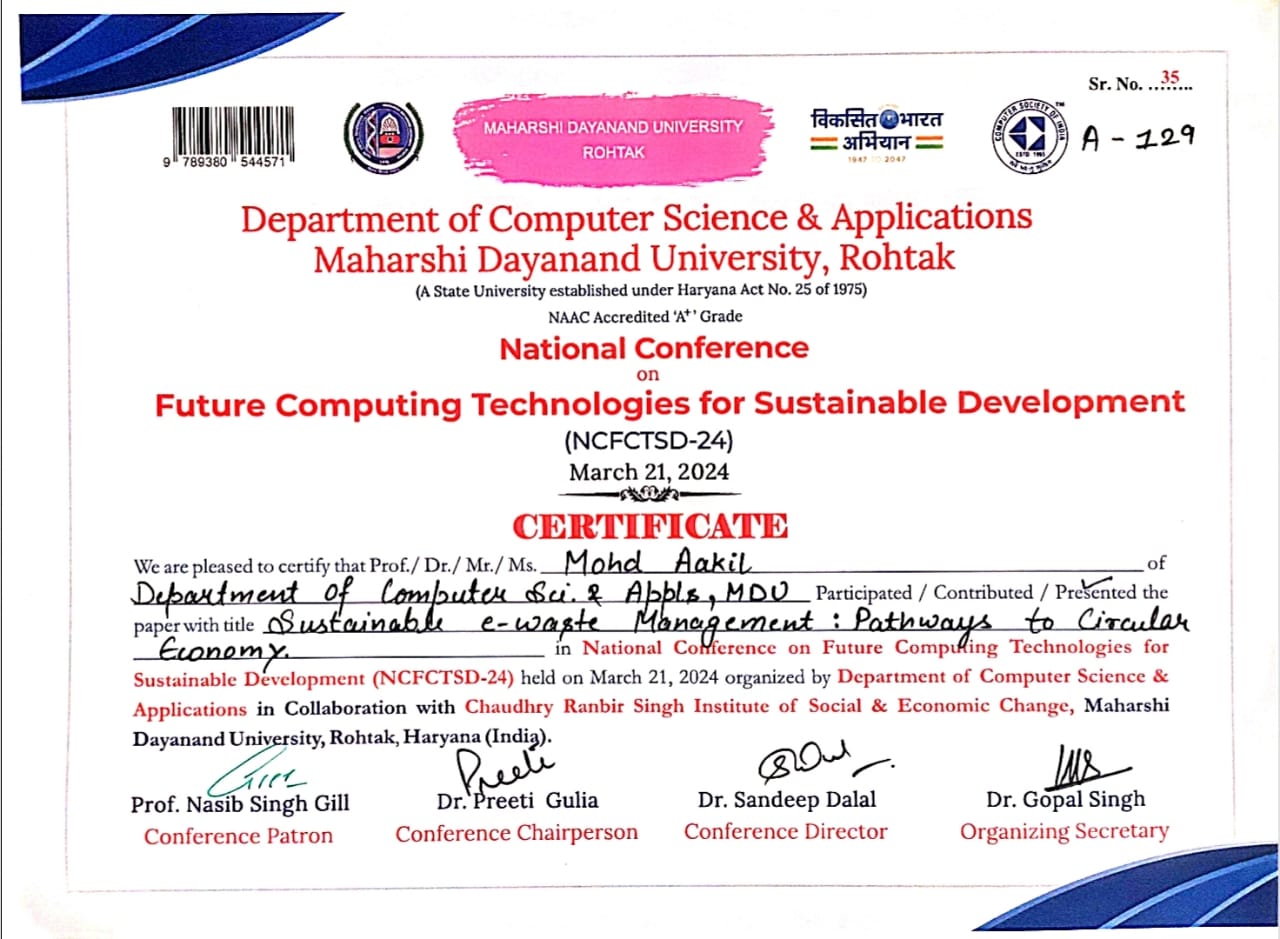 Sr. No. ....35....
9 789380 544571
MAHARSHI DAYANAND UNIVERSITY
ROHTAK
विकसित भारत
अभियान
1947 TO 2047
COMPUTER SOCIETY OF INDIA
ESTD 1965
TM
A - 129
Department of Computer Science & Applications
Maharshi Dayanand University, Rohtak
(A State University established under Haryana Act No. 25 of 1975)
NAAC Accredited ‘A+’ Grade
National Conference
on
Future Computing Technologies for Sustainable Development
(NCFCTSD-24)
March 21, 2024
CERTIFICATE
We are pleased to certify that Prof./ Dr./ Mr./ Ms. Mohd Aakil of
Department of Computer Sci. & Appls, MDU Participated / Contributed / Presented the
paper with title Sustainable e-waste Management : Pathways to Circular
Economy. in National Conference on Future Computing Technologies for
Sustainable Development (NCFCTSD-24) held on March 21, 2024 organized by Department of Computer Science &
Applications in Collaboration with Chaudhry Ranbir Singh Institute of Social & Economic Change, Maharshi
Dayanand University, Rohtak, Haryana (India).
Preeti
Prof. Nasib Singh Gill Dr. Preeti Gulia Dr. Sandeep Dalal Dr. Gopal Singh
Conference Patron Conference Chairperson Conference Director Organizing Secretary